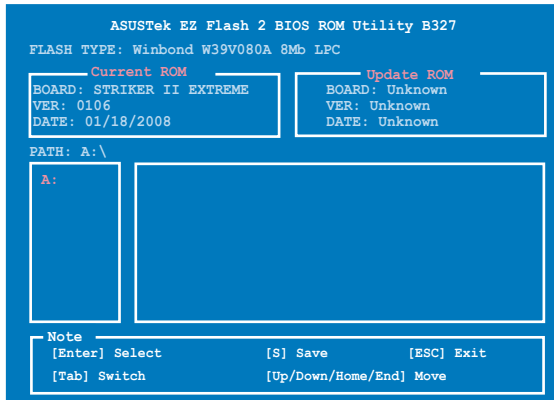 ASUSTek EZ Flash 2 BIOS ROM Utility B327
FLASH TYPE: Winbond W39V080A 8Mb LPC
Current ROM
BOARD: STRIKER II EXTREME
VER: 0106
DATE: 01/18/2008
Update ROM
BOARD: Unknown
VER: Unknown
DATE: Unknown
PATH: A:\
A:
Note
[Enter] Select [S] Save [ESC] Exit
[Tab] Switch [Up/Down/Home/End] Move